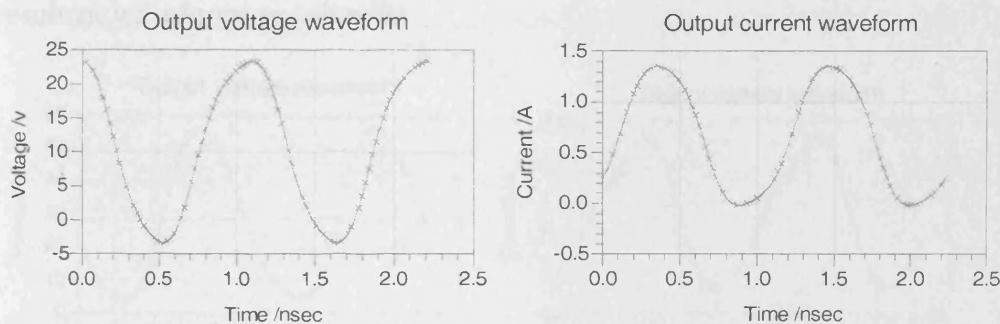 Output voltage waveform
25
20
15
10
5
0
-5
0.0 0.5 1.0 1.5 2.0 2.5
Voltage /v
Time /nsec
Output current waveform
1.5
1.0
0.5
0.0
-0.5
0.0 0.5 1.0 1.5 2.0 2.5
Current /A
Time /nsec